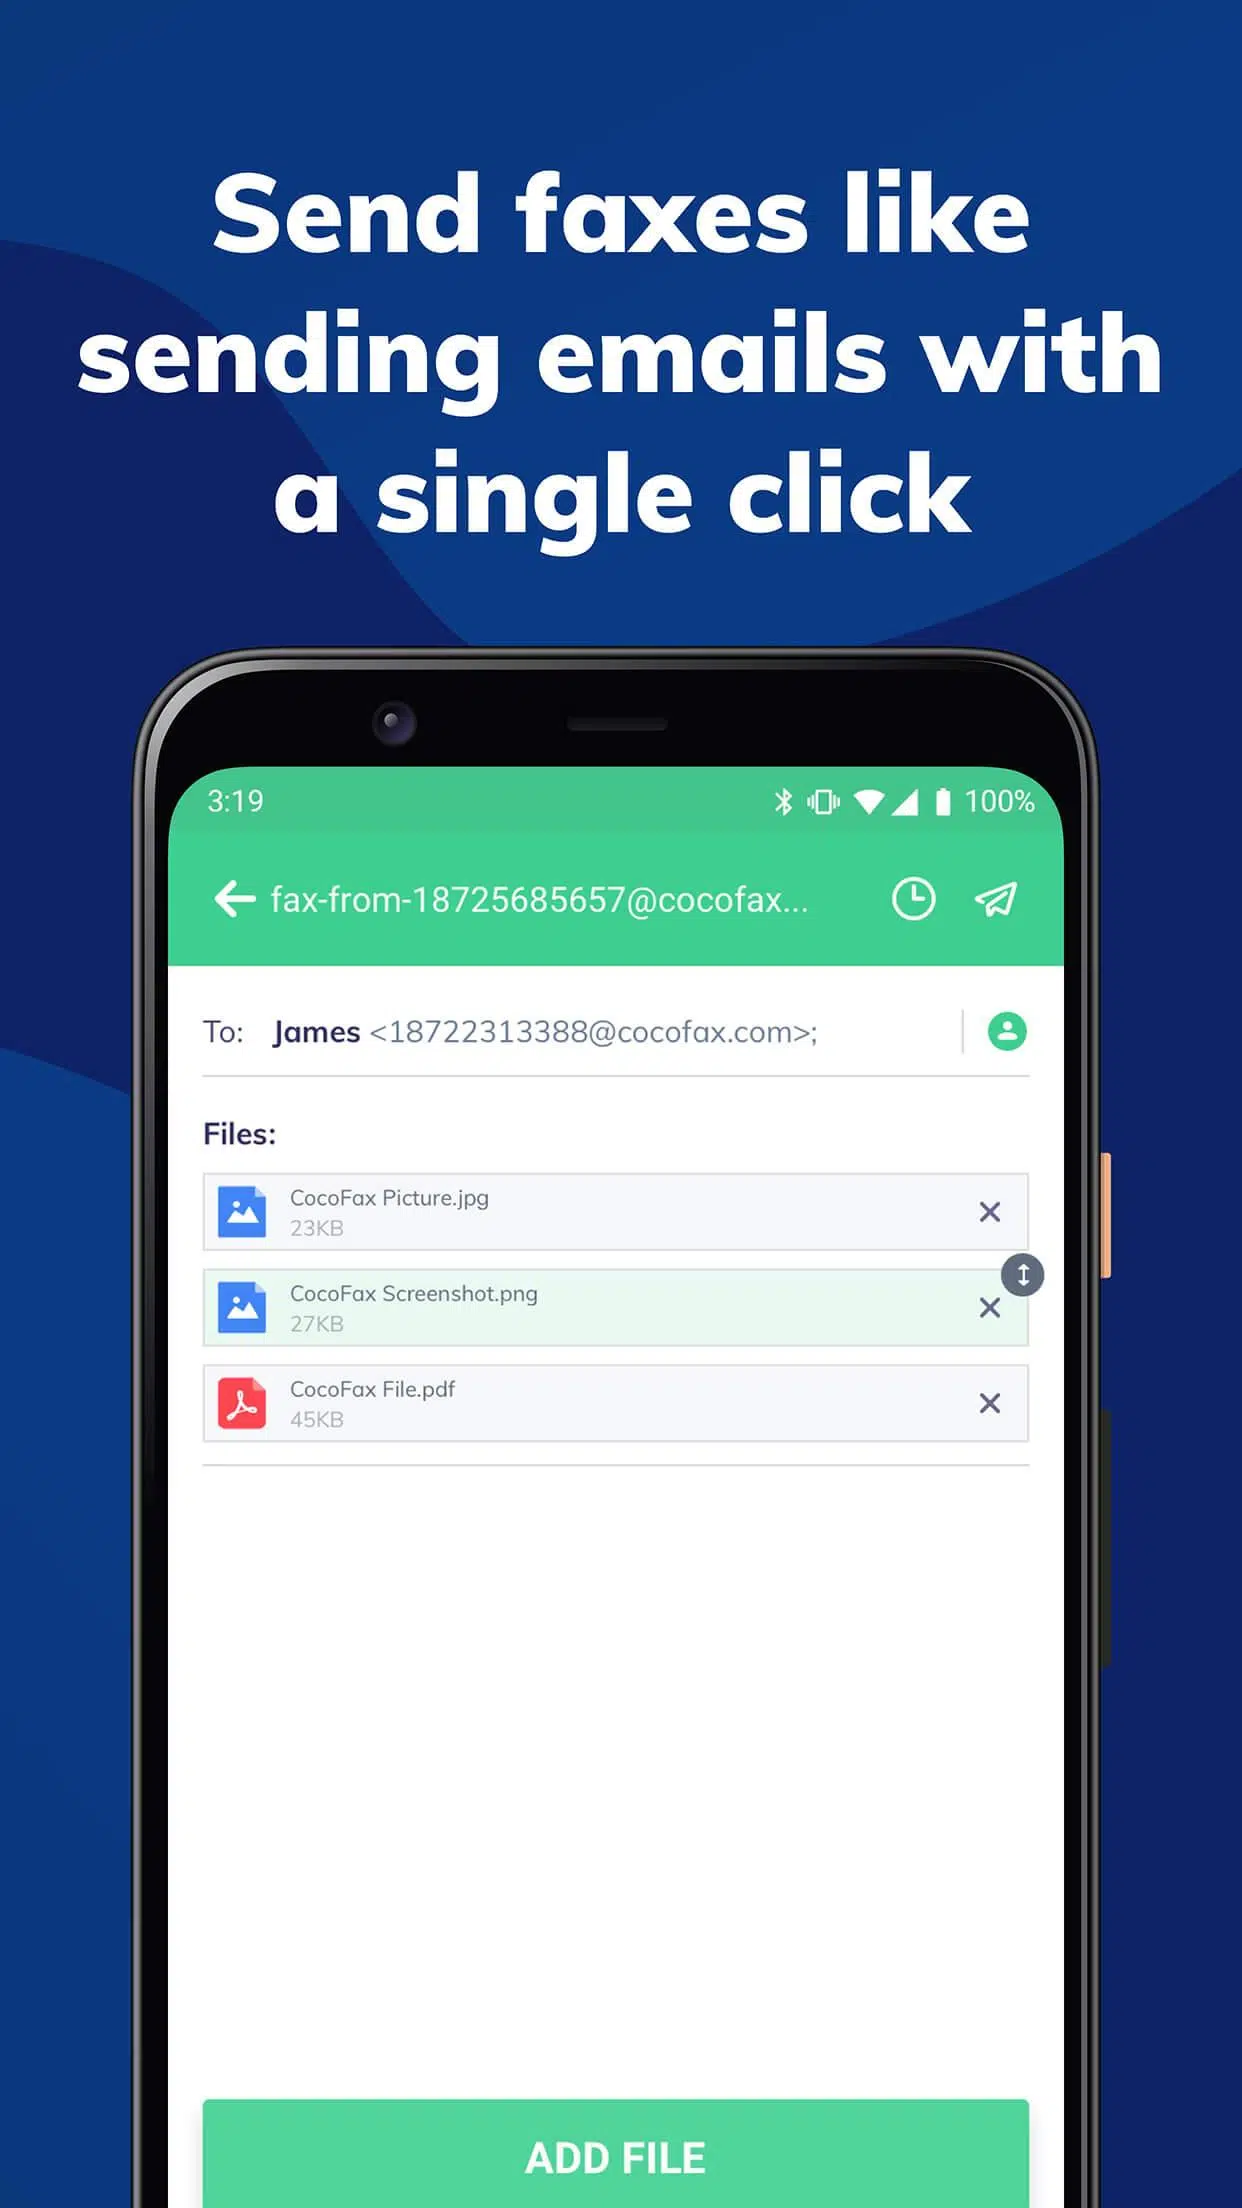 Send faxes like
sending emails with
a single click
3:19 100%
fax-from-18725685657@cocofax...
To: James <18722313388@cocofax.com>;
Files:
CocoFax Picture.jpg
23KB
CocoFax Screenshot.png
27KB
CocoFax File.pdf
45KB
ADD FILE